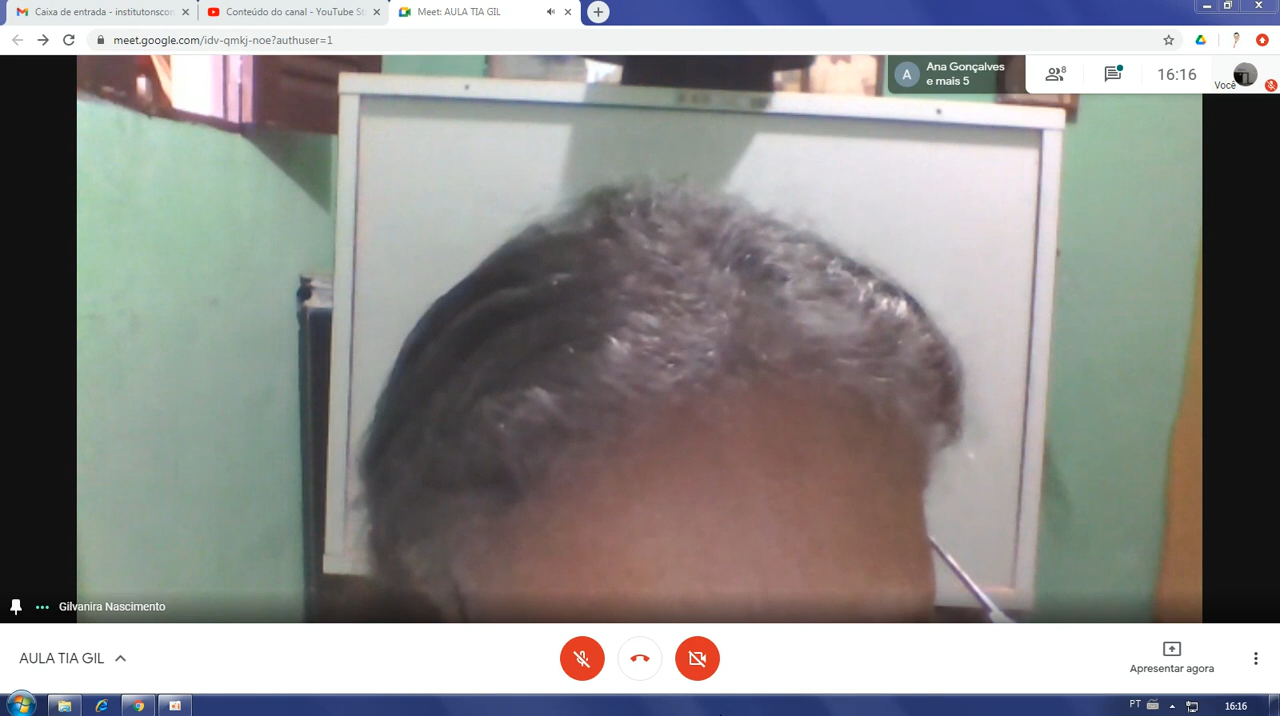 Caixa de entrada - institutonscon
Conteúdo do canal - YouTube St
Meet: AULA TIA GIL
meet.google.com/idv-qmkj-noe?authuser=1
Ana Gonçalves
e mais 5
8
16:16
Você
A
Gilvanira Nascimento
AULA TIA GIL
Apresentar agora
PT
16:16